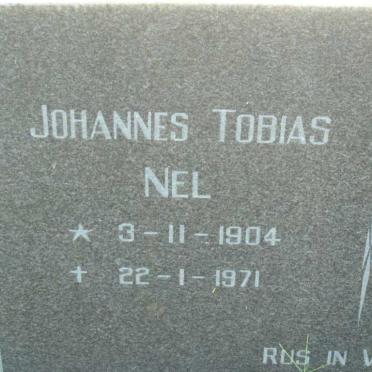 JOHANNES TOBIAS
NEL
★ 3-11-1904
✝ 22-1-1971
RUS IN